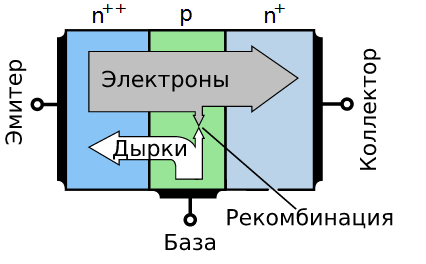 n++ p n+
Эмитер
Электроны
Коллектор
Дырки
Рекомбинация
База